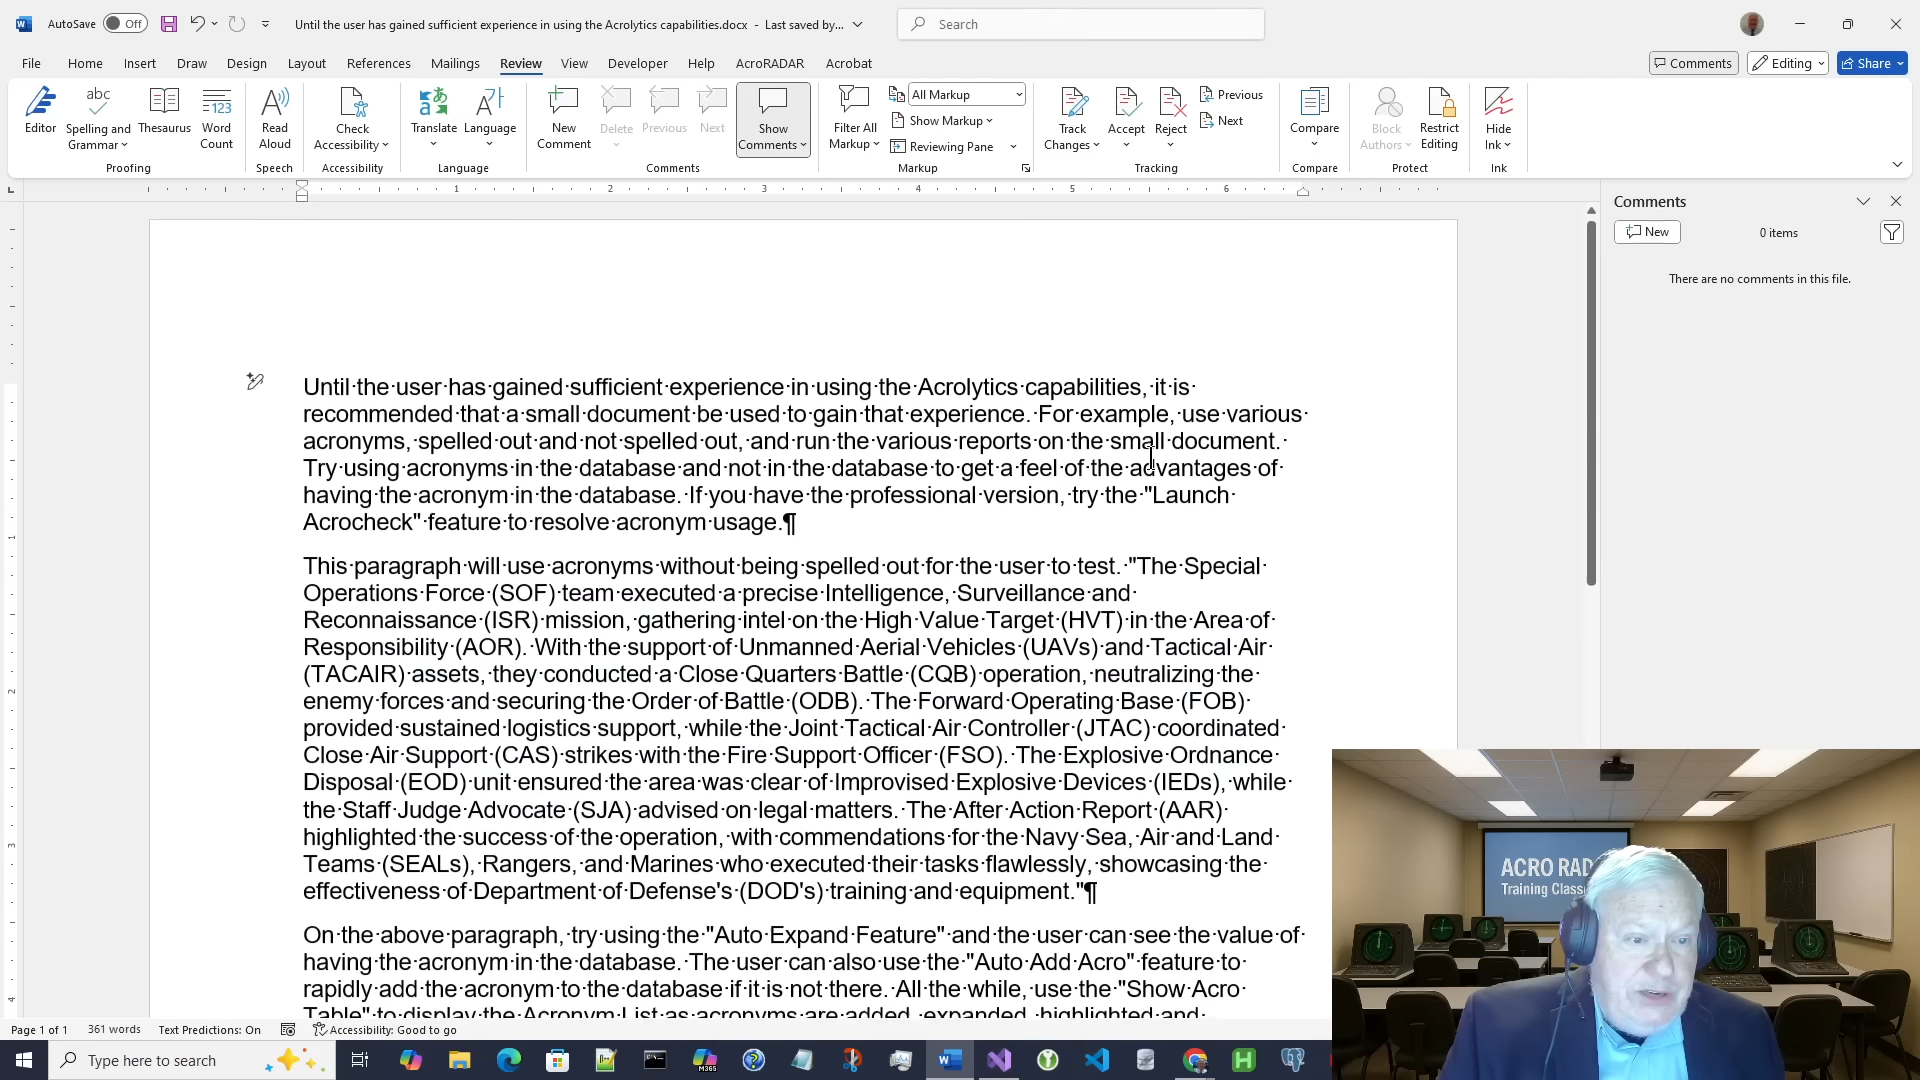 AutoSave Off Until the user has gained sufficient experience in using the Acrolytics capabilities.docx - Last saved by... Search
File Home Insert Draw Design Layout References Mailings Review View Developer Help AcroRADAR Acrobat Comments Editing Share
Editor
Spelling and Grammar
Thesaurus
Word Count
Proofing
Read Aloud
Speech
Check Accessibility
Accessibility
Translate
Language
Language
New Comment
Delete
Previous
Next
Show Comments
Comments
Filter All Markup
All Markup
Show Markup
Reviewing Pane
Markup
Track Changes
Accept
Reject
Previous
Next
Tracking
Compare
Compare
Block Authors
Restrict Editing
Protect
Hide Ink
Ink
1 2 3 4 5 6
Comments
New 0 items
There are no comments in this file.
Until the user has gained sufficient experience in using the Acrolytics capabilities, it is
recommended that a small document be used to gain that experience. For example, use various
acronyms, spelled out and not spelled out, and run the various reports on the small document.
Try using acronyms in the database and not in the database to get a feel of the advantages of
having the acronym in the database. If you have the professional version, try the "Launch
Acrocheck" feature to resolve acronym usage.¶
This paragraph will use acronyms without being spelled out for the user to test. "The Special
Operations Force (SOF) team executed a precise Intelligence, Surveillance and
Reconnaissance (ISR) mission, gathering intel on the High Value Target (HVT) in the Area of
Responsibility (AOR). With the support of Unmanned Aerial Vehicles (UAVs) and Tactical Air
(TACAIR) assets, they conducted a Close Quarters Battle (CQB) operation, neutralizing the
enemy forces and securing the Order of Battle (ODB). The Forward Operating Base (FOB)
provided sustained logistics support, while the Joint Tactical Air Controller (JTAC) coordinated
Close Air Support (CAS) strikes with the Fire Support Officer (FSO). The Explosive Ordnance
Disposal (EOD) unit ensured the area was clear of Improvised Explosive Devices (IEDs), while
the Staff Judge Advocate (SJA) advised on legal matters. The After Action Report (AAR)
highlighted the success of the operation, with commendations for the Navy Sea, Air and Land
Teams (SEALs), Rangers, and Marines who executed their tasks flawlessly, showcasing the
effectiveness of Department of Defense's (DOD's) training and equipment."¶
On the above paragraph, try using the "Auto Expand Feature" and the user can see the value of
having the acronym in the database. The user can also use the "Auto Add Acro" feature to
rapidly add the acronym to the database if it is not there. All the while, use the "Show Acro
Table" to display the Acronym List as acronyms are added, expanded, highlighted and
ACRO RAD
Training Class
Page 1 of 1 361 words Text Predictions: On Accessibility: Good to go
Type here to search
M365